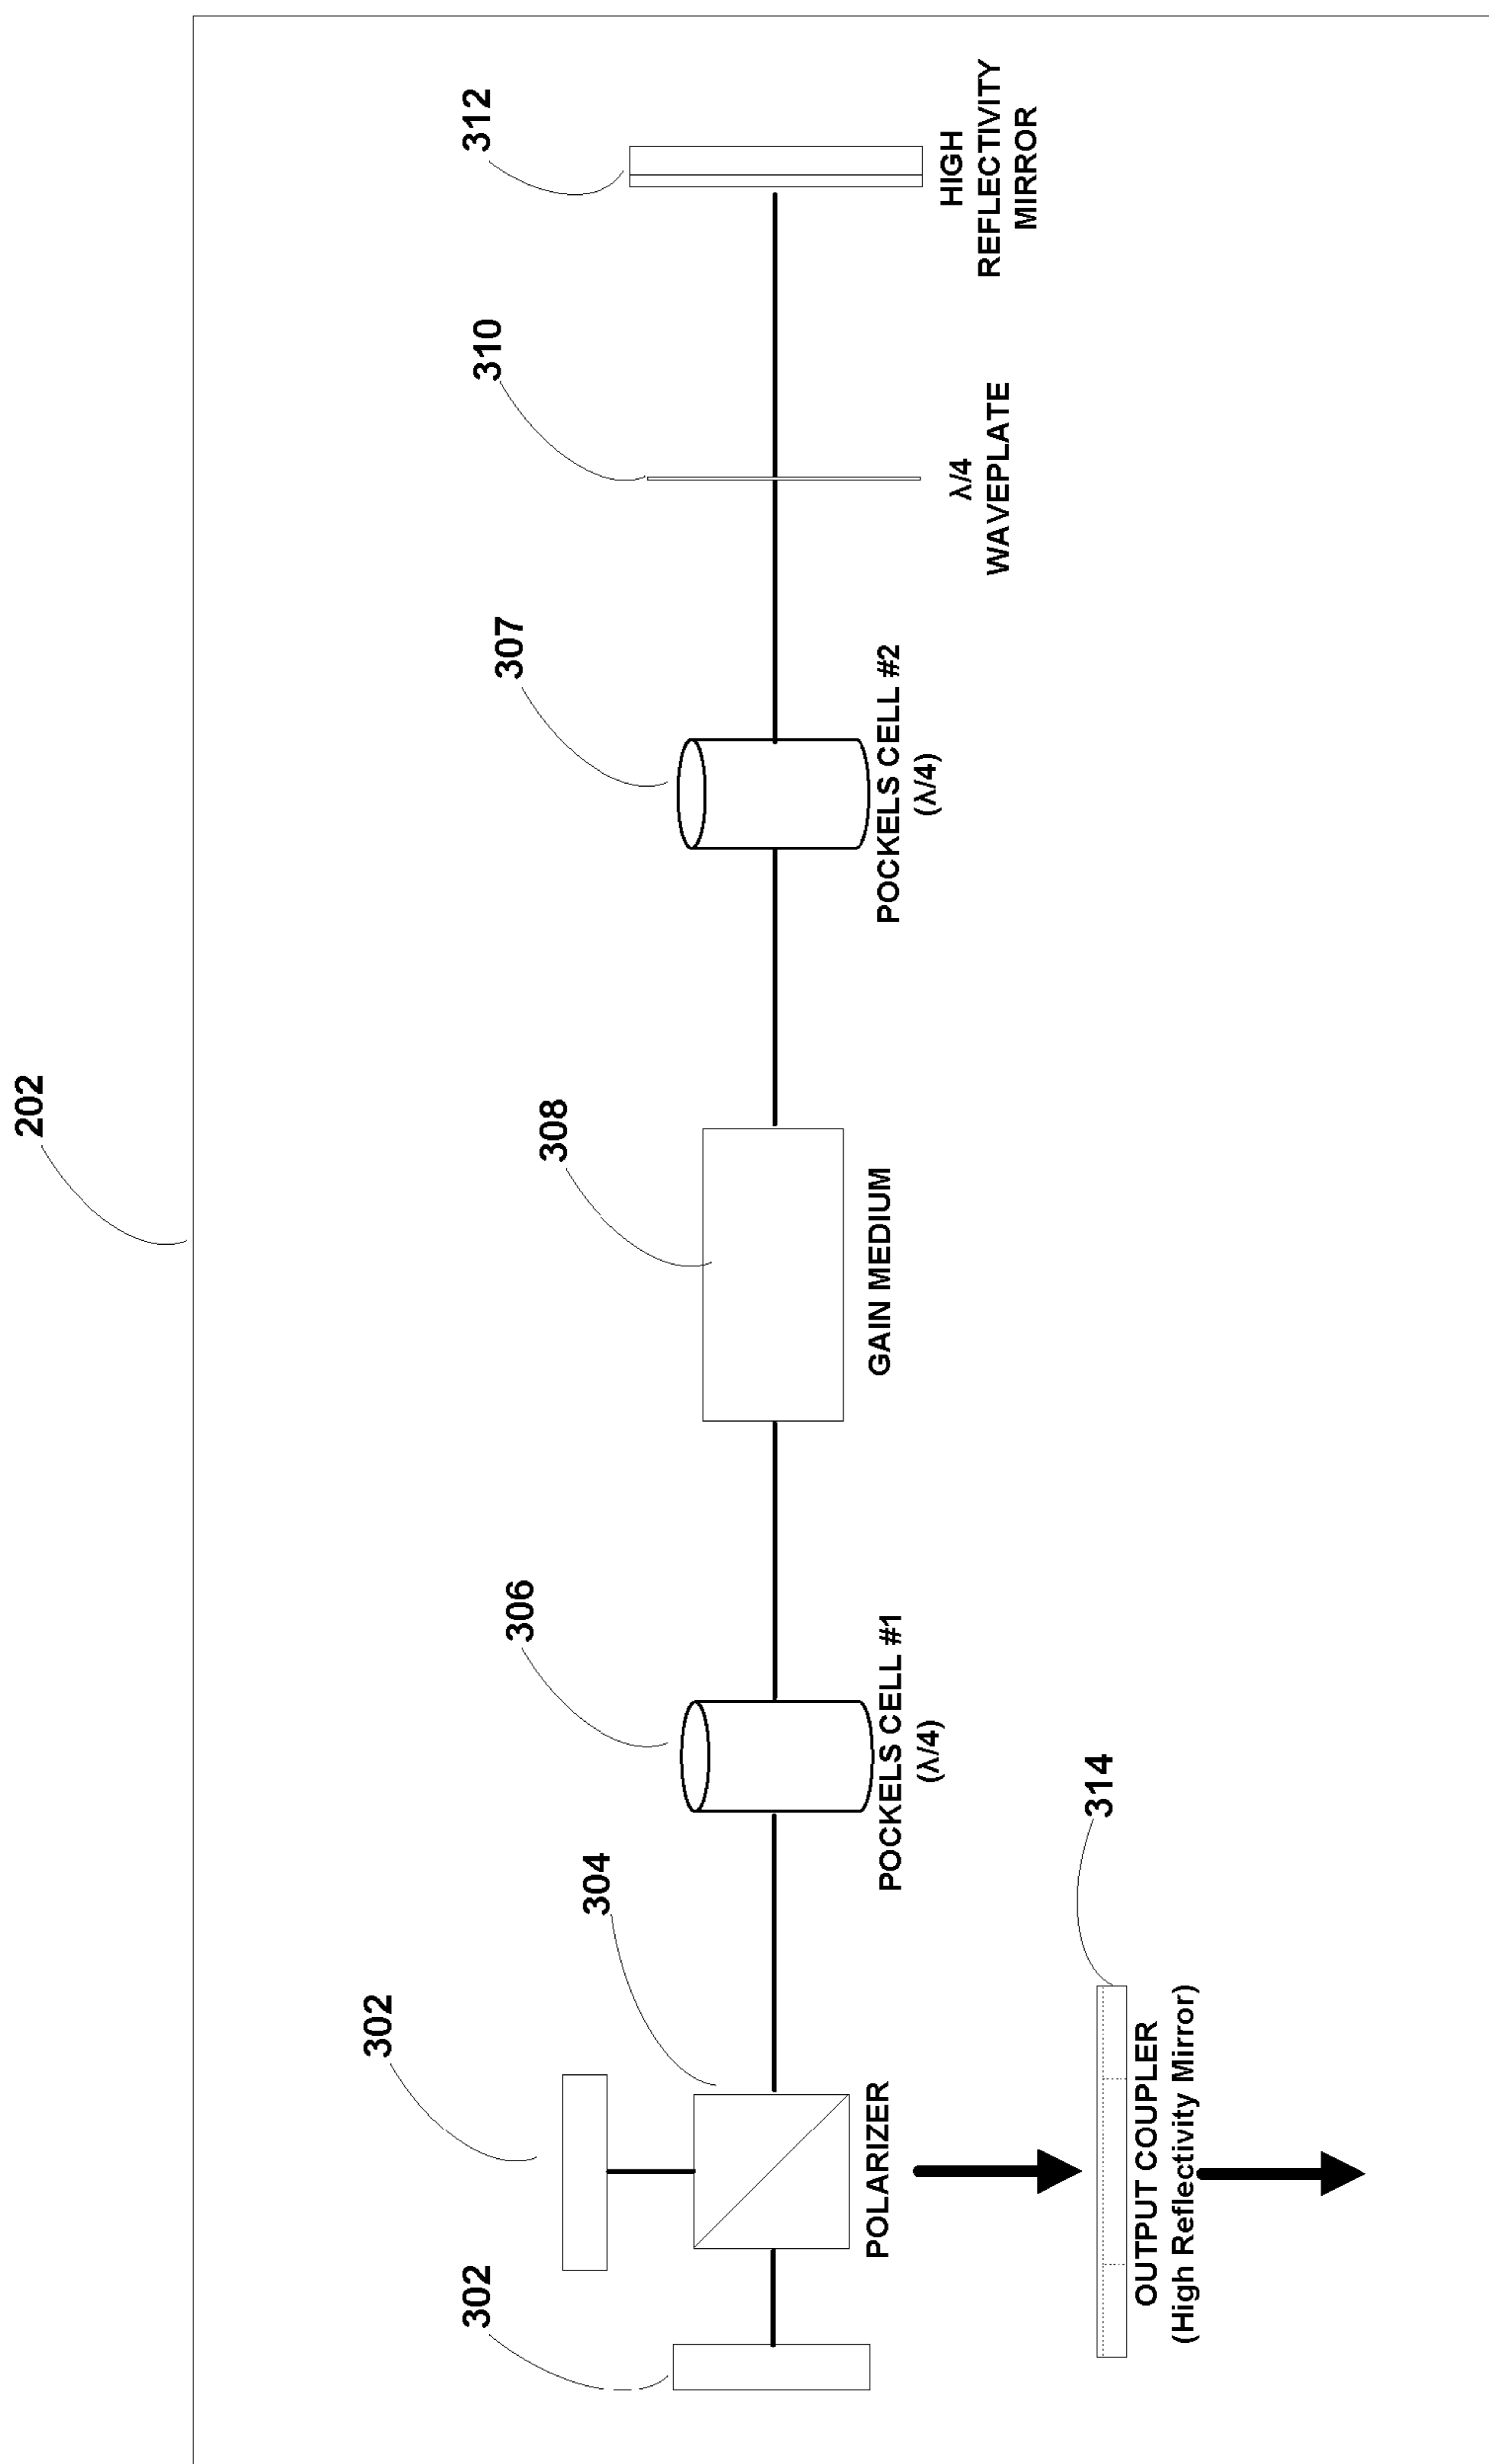 202
302
302
304
306
308
307
310
312
POLARIZER
POCKELS CELL #1
(λ/4)
GAIN MEDIUM
POCKELS CELL #2
(λ/4)
λ/4
WAVEPLATE
HIGH
REFLECTIVITY
MIRROR
314
OUTPUT COUPLER
(High Reflectivity Mirror)